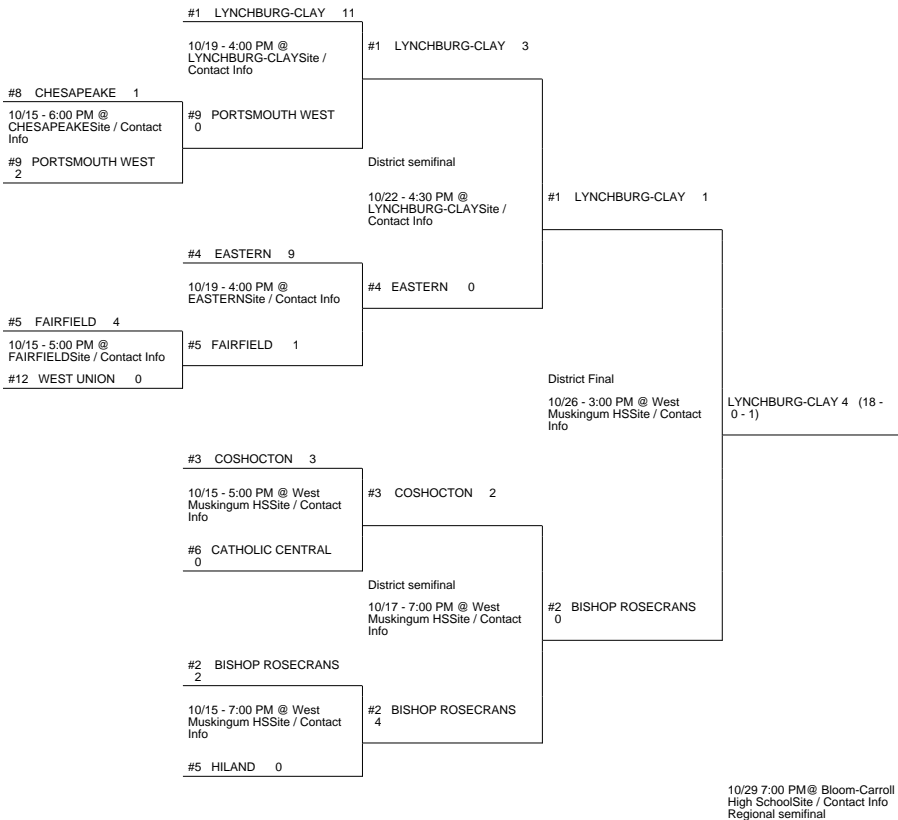 #1 LYNCHBURG-CLAY 11
10/19 - 4:00 PM @
LYNCHBURG-CLAYSite /
Contact Info
#1 LYNCHBURG-CLAY 3
#8 CHESAPEAKE 1
10/15 - 6:00 PM @
CHESAPEAKESite / Contact
Info
#9 PORTSMOUTH WEST
2
#9 PORTSMOUTH WEST
0
District semifinal
10/22 - 4:30 PM @
LYNCHBURG-CLAYSite /
Contact Info
#1 LYNCHBURG-CLAY 1
#4 EASTERN 9
10/19 - 4:00 PM @
EASTERNSite / Contact Info
#4 EASTERN 0
#5 FAIRFIELD 4
10/15 - 5:00 PM @
FAIRFIELDSite / Contact Info
#12 WEST UNION 0
#5 FAIRFIELD 1
District Final
10/26 - 3:00 PM @ West
Muskingum HSSite / Contact
Info
LYNCHBURG-CLAY 4 (18 -
0 - 1)
#3 COSHOCTON 3
10/15 - 5:00 PM @ West
Muskingum HSSite / Contact
Info
#3 COSHOCTON 2
#6 CATHOLIC CENTRAL
0
District semifinal
10/17 - 7:00 PM @ West
Muskingum HSSite / Contact
Info
#2 BISHOP ROSECRANS
0
#2 BISHOP ROSECRANS
2
10/15 - 7:00 PM @ West
Muskingum HSSite / Contact
Info
#2 BISHOP ROSECRANS
4
#5 HILAND 0
10/29 7:00 PM@ Bloom-Carroll
High SchoolSite / Contact Info
Regional semifinal